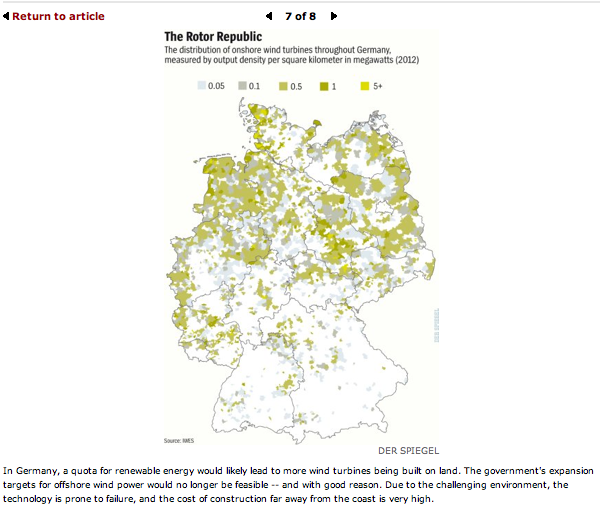 Return to article
7 of 8
The Rotor Republic
The distribution of onshore wind turbines throughout Germany,
measured by output density per square kilometer in megawatts (2012)
0.05 0.1 0.5 1 5+
DER SPIEGEL
Source: IWES
DER SPIEGEL
In Germany, a quota for renewable energy would likely lead to more wind turbines being built on land. The government's expansion
targets for offshore wind power would no longer be feasible -- and with good reason. Due to the challenging environment, the
technology is prone to failure, and the cost of construction far away from the coast is very high.